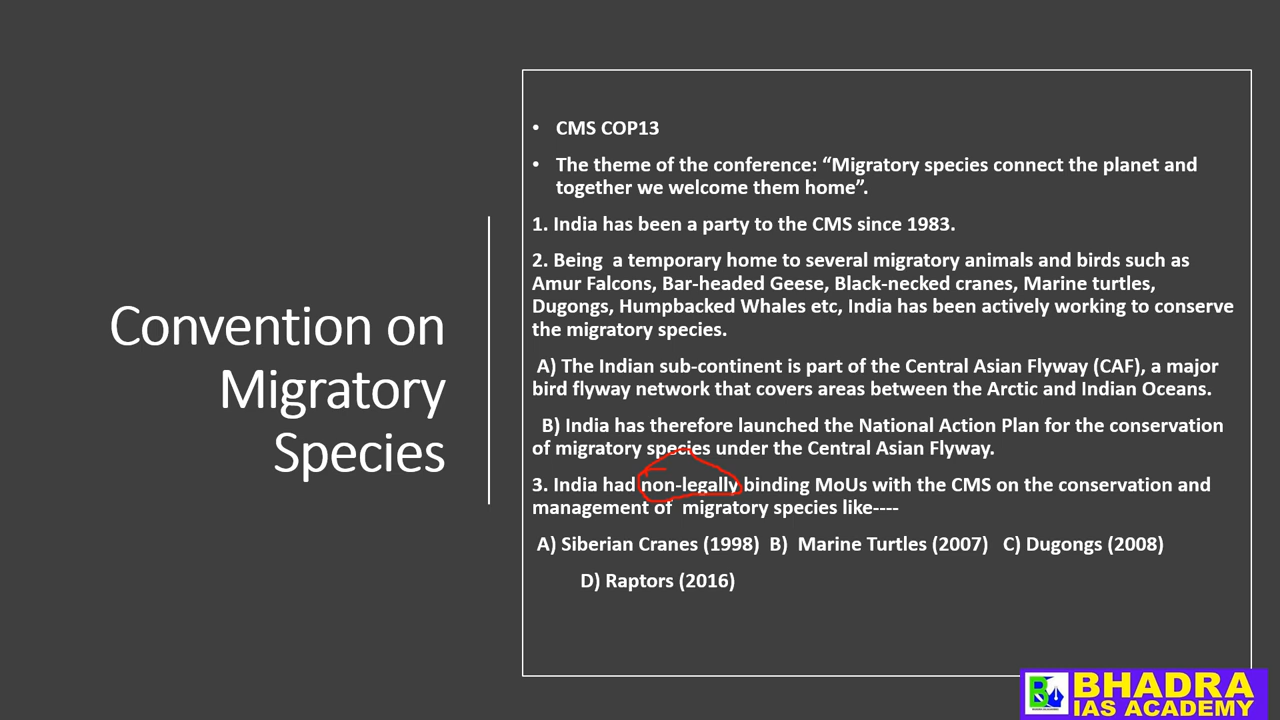 Convention on
Migratory
Species
• CMS COP13
• The theme of the conference: “Migratory species connect the planet and
together we welcome them home”.
1. India has been a party to the CMS since 1983.
2. Being a temporary home to several migratory animals and birds such as
Amur Falcons, Bar-headed Geese, Black-necked cranes, Marine turtles,
Dugongs, Humpbacked Whales etc, India has been actively working to conserve
the migratory species.
A) The Indian sub-continent is part of the Central Asian Flyway (CAF), a major
bird flyway network that covers areas between the Arctic and Indian Oceans.
B) India has therefore launched the National Action Plan for the conservation
of migratory species under the Central Asian Flyway.
3. India had non-legally binding MoUs with the CMS on the conservation and
management of migratory species like----
A) Siberian Cranes (1998) B) Marine Turtles (2007) C) Dugongs (2008)
D) Raptors (2016)
BHADRA
IAS ACADEMY